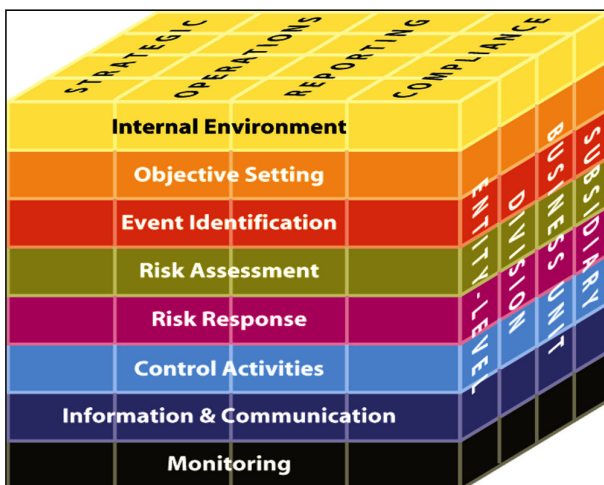 STRATEGIC
OPERATIONS
REPORTING
COMPLIANCE
Internal Environment
Objective Setting
Event Identification
Risk Assessment
Risk Response
Control Activities
Information & Communication
Monitoring
ENTITY-LEVEL
DIVISION
BUSINESS UNIT
SUBSIDIARY